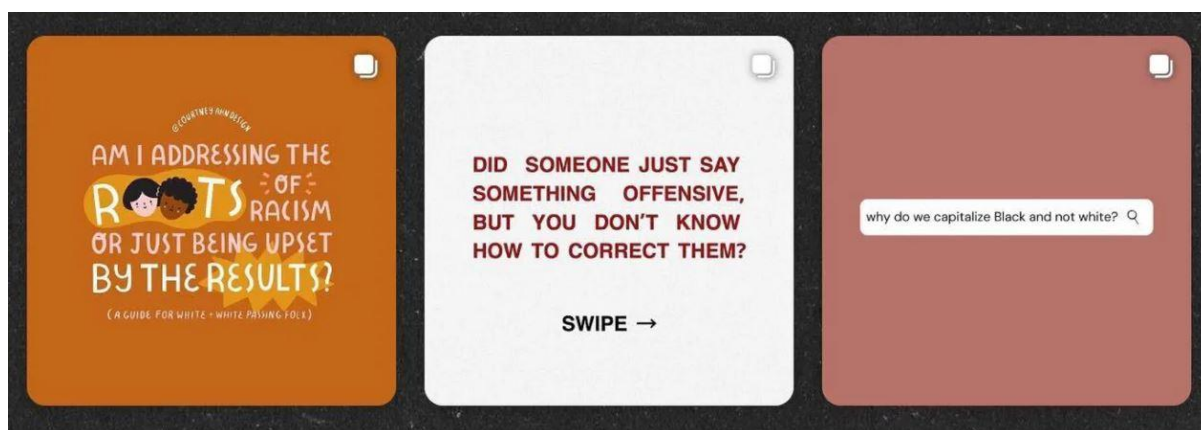 @COURTNEYAHNDESIGN
AM I ADDRESSING THE
ROOTS OF
RACISM
OR JUST BEING UPSET
BY THE RESULTS?
(A GUIDE FOR WHITE + WHITE PASSING FOLX)
DID SOMEONE JUST SAY
SOMETHING OFFENSIVE,
BUT YOU DON'T KNOW
HOW TO CORRECT THEM?
SWIPE →
why do we capitalize Black and not white?